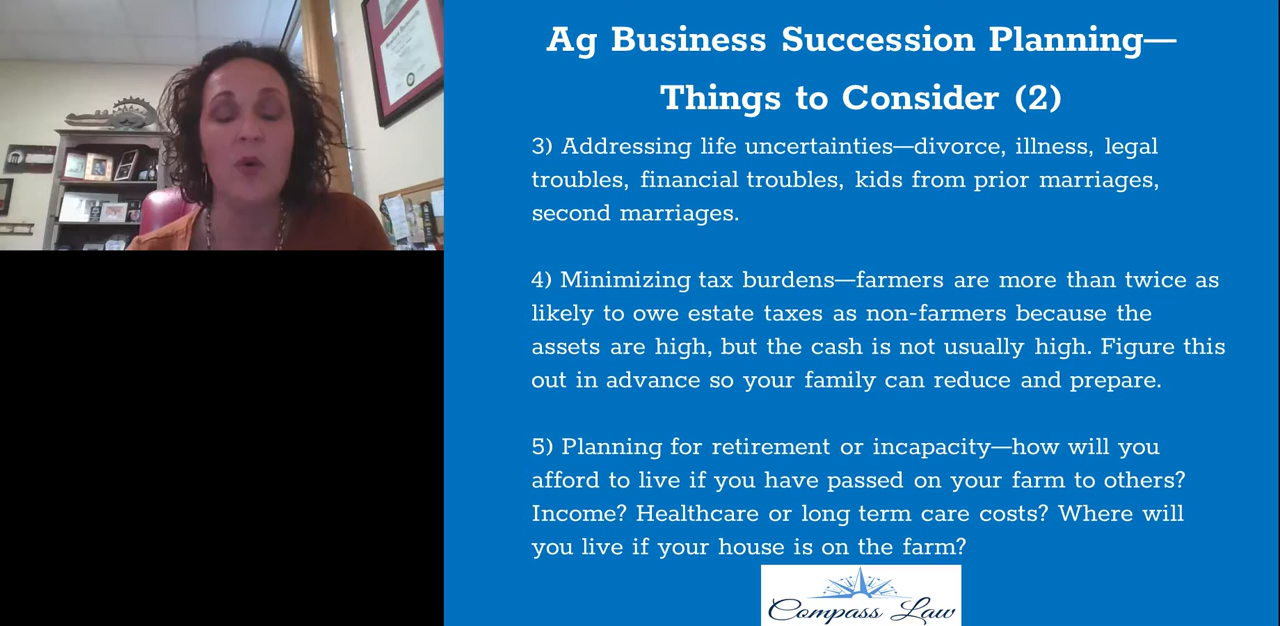 Ag Business Succession Planning—
Things to Consider (2)
3) Addressing life uncertainties—divorce, illness, legal
troubles, financial troubles, kids from prior marriages,
second marriages.
4) Minimizing tax burdens—farmers are more than twice as
likely to owe estate taxes as non-farmers because the
assets are high, but the cash is not usually high. Figure this
out in advance so your family can reduce and prepare.
5) Planning for retirement or incapacity—how will you
afford to live if you have passed on your farm to others?
Income? Healthcare or long term care costs? Where will
you live if your house is on the farm?
Compass Law